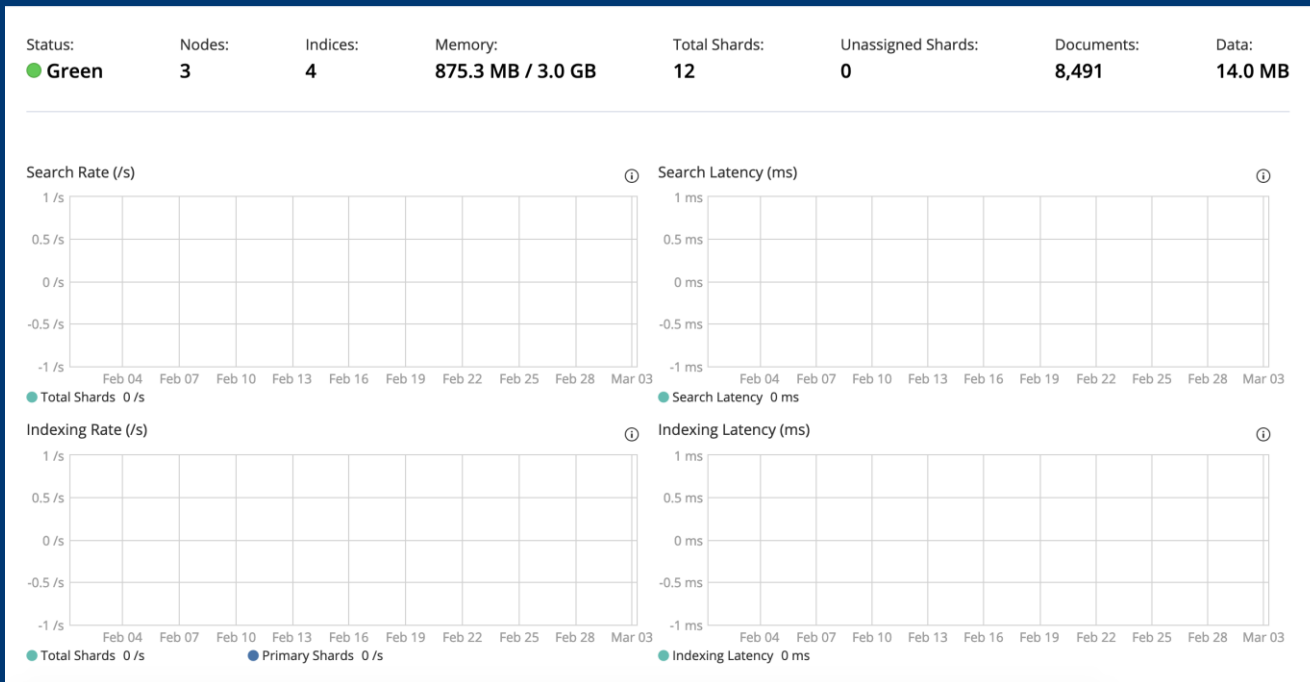 Status: Nodes: Indices: Memory: Total Shards: Unassigned Shards: Documents: Data:
Green 3 4 875.3 MB / 3.0 GB 12 0 8,491 14.0 MB
Search Rate (/s)
1 /s
0.5 /s
0 /s
-0.5 /s
-1 /s
Feb 04 Feb 07 Feb 10 Feb 13 Feb 16 Feb 19 Feb 22 Feb 25 Feb 28 Mar 03
Total Shards 0 /s
Search Latency (ms)
1 ms
0.5 ms
0 ms
-0.5 ms
-1 ms
Feb 04 Feb 07 Feb 10 Feb 13 Feb 16 Feb 19 Feb 22 Feb 25 Feb 28 Mar 03
Search Latency 0 ms
Indexing Rate (/s)
1 /s
0.5 /s
0 /s
-0.5 /s
-1 /s
Feb 04 Feb 07 Feb 10 Feb 13 Feb 16 Feb 19 Feb 22 Feb 25 Feb 28 Mar 03
Total Shards 0 /s Primary Shards 0 /s
Indexing Latency (ms)
1 ms
0.5 ms
0 ms
-0.5 ms
-1 ms
Feb 04 Feb 07 Feb 10 Feb 13 Feb 16 Feb 19 Feb 22 Feb 25 Feb 28 Mar 03
Indexing Latency 0 ms